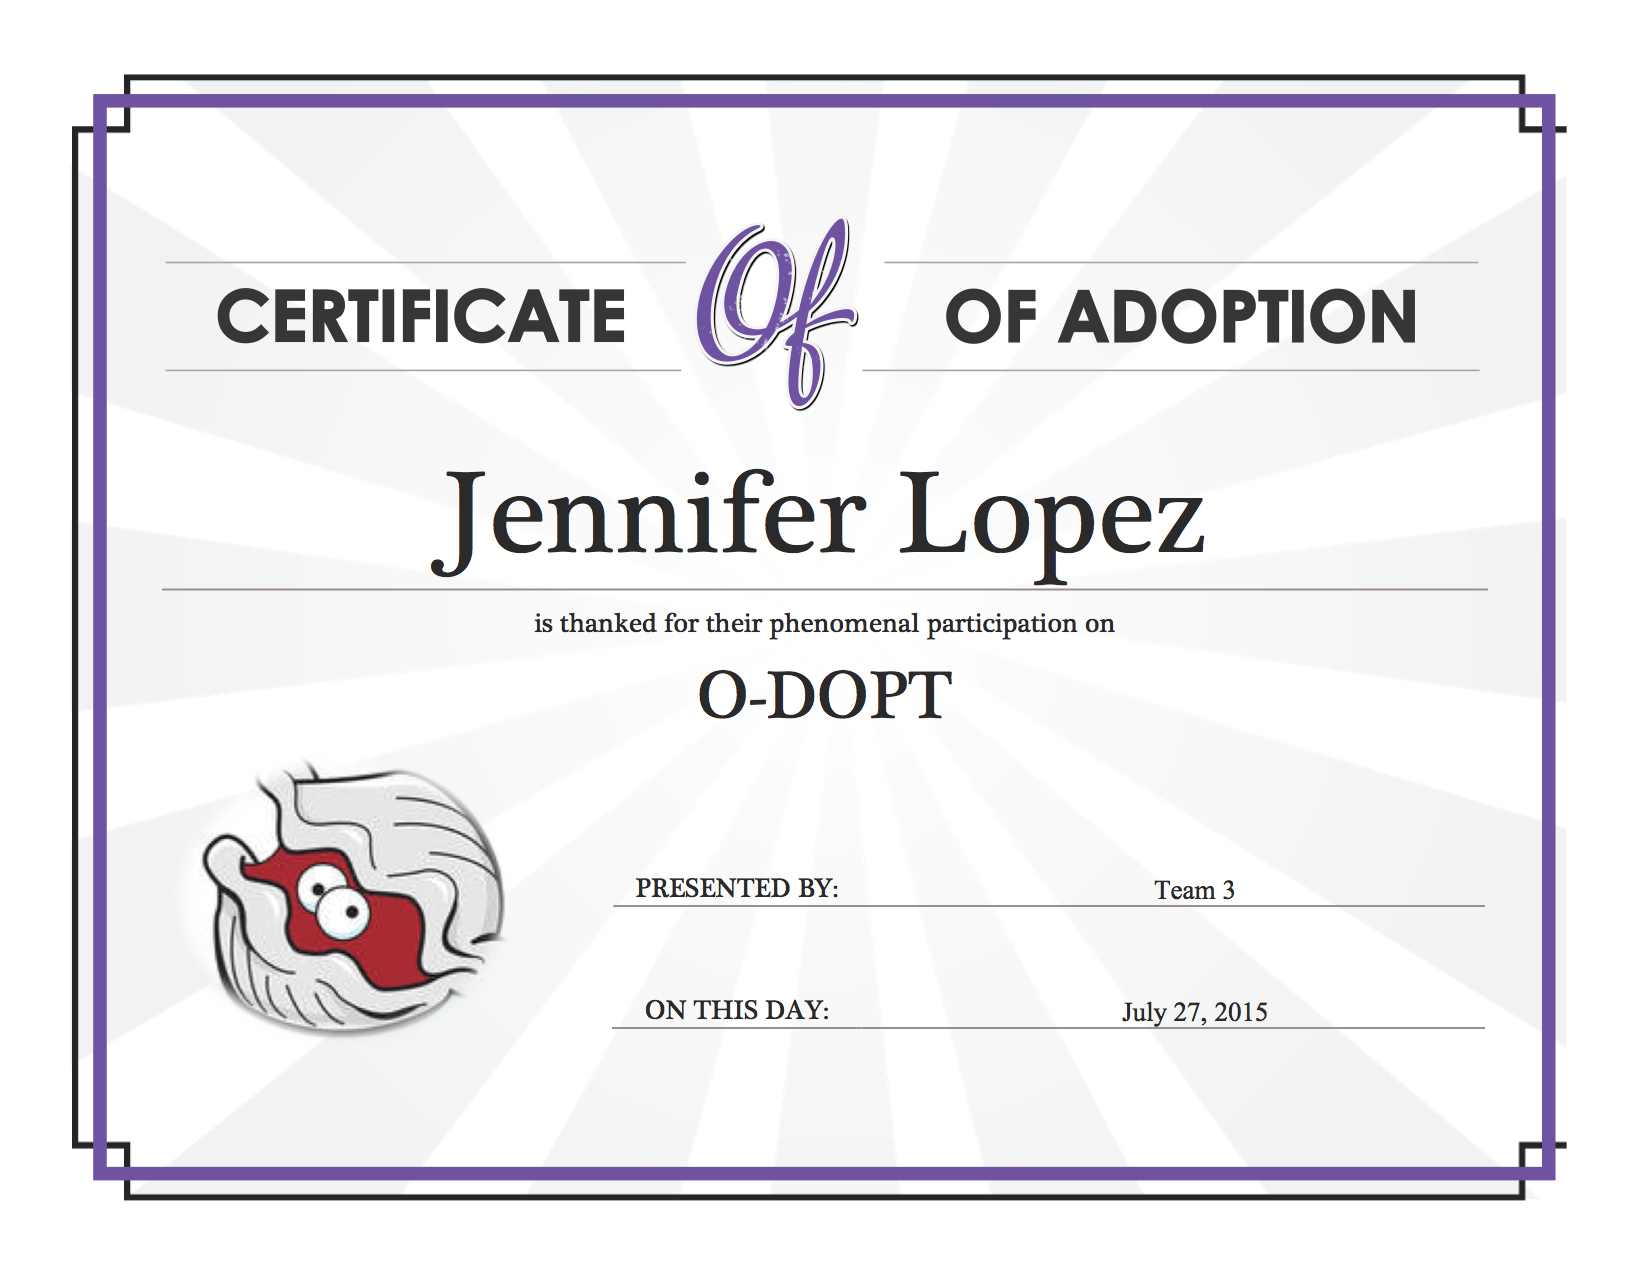 CERTIFICATE Of OF ADOPTION
Jennifer Lopez
is thanked for their phenomenal participation on
O-DOPT
PRESENTED BY: Team 3
ON THIS DAY: July 27, 2015